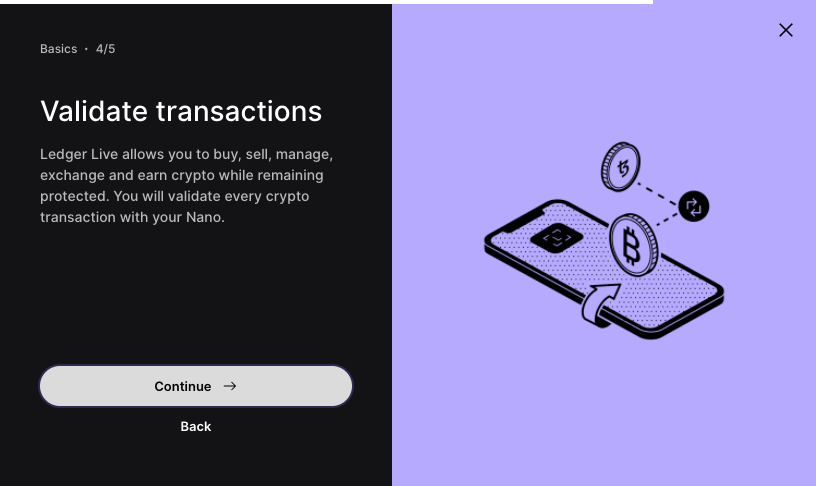 Basics · 4/5
Validate transactions
Ledger Live allows you to buy, sell, manage,
exchange and earn crypto while remaining
protected. You will validate every crypto
transaction with your Nano.
Continue →
Back